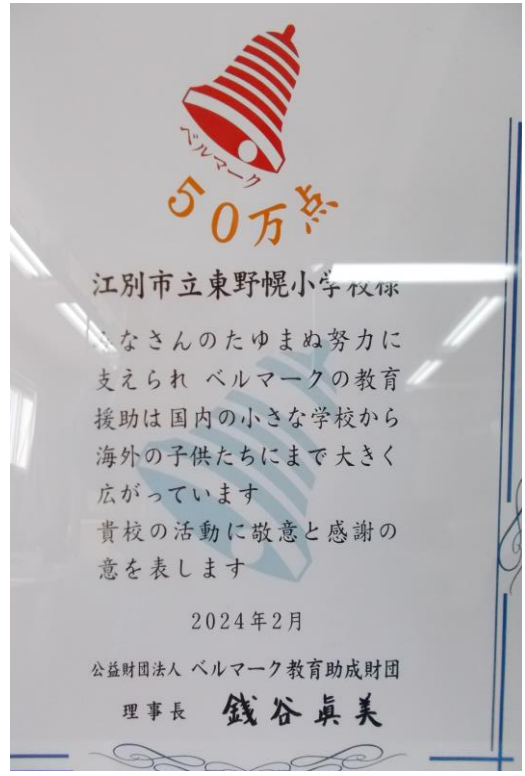 ベルマーク
50万点
江別市立東野幌小学校様
みなさんのたゆまぬ努力に
支えられ ベルマークの教育
援助は国内の小さな学校から
海外の子供たちにまで大きく
広がっています
貴校の活動に敬意と感謝の
意を表します
2024年2月
公益財団法人 ベルマーク教育助成財団
理事長 銭谷眞美